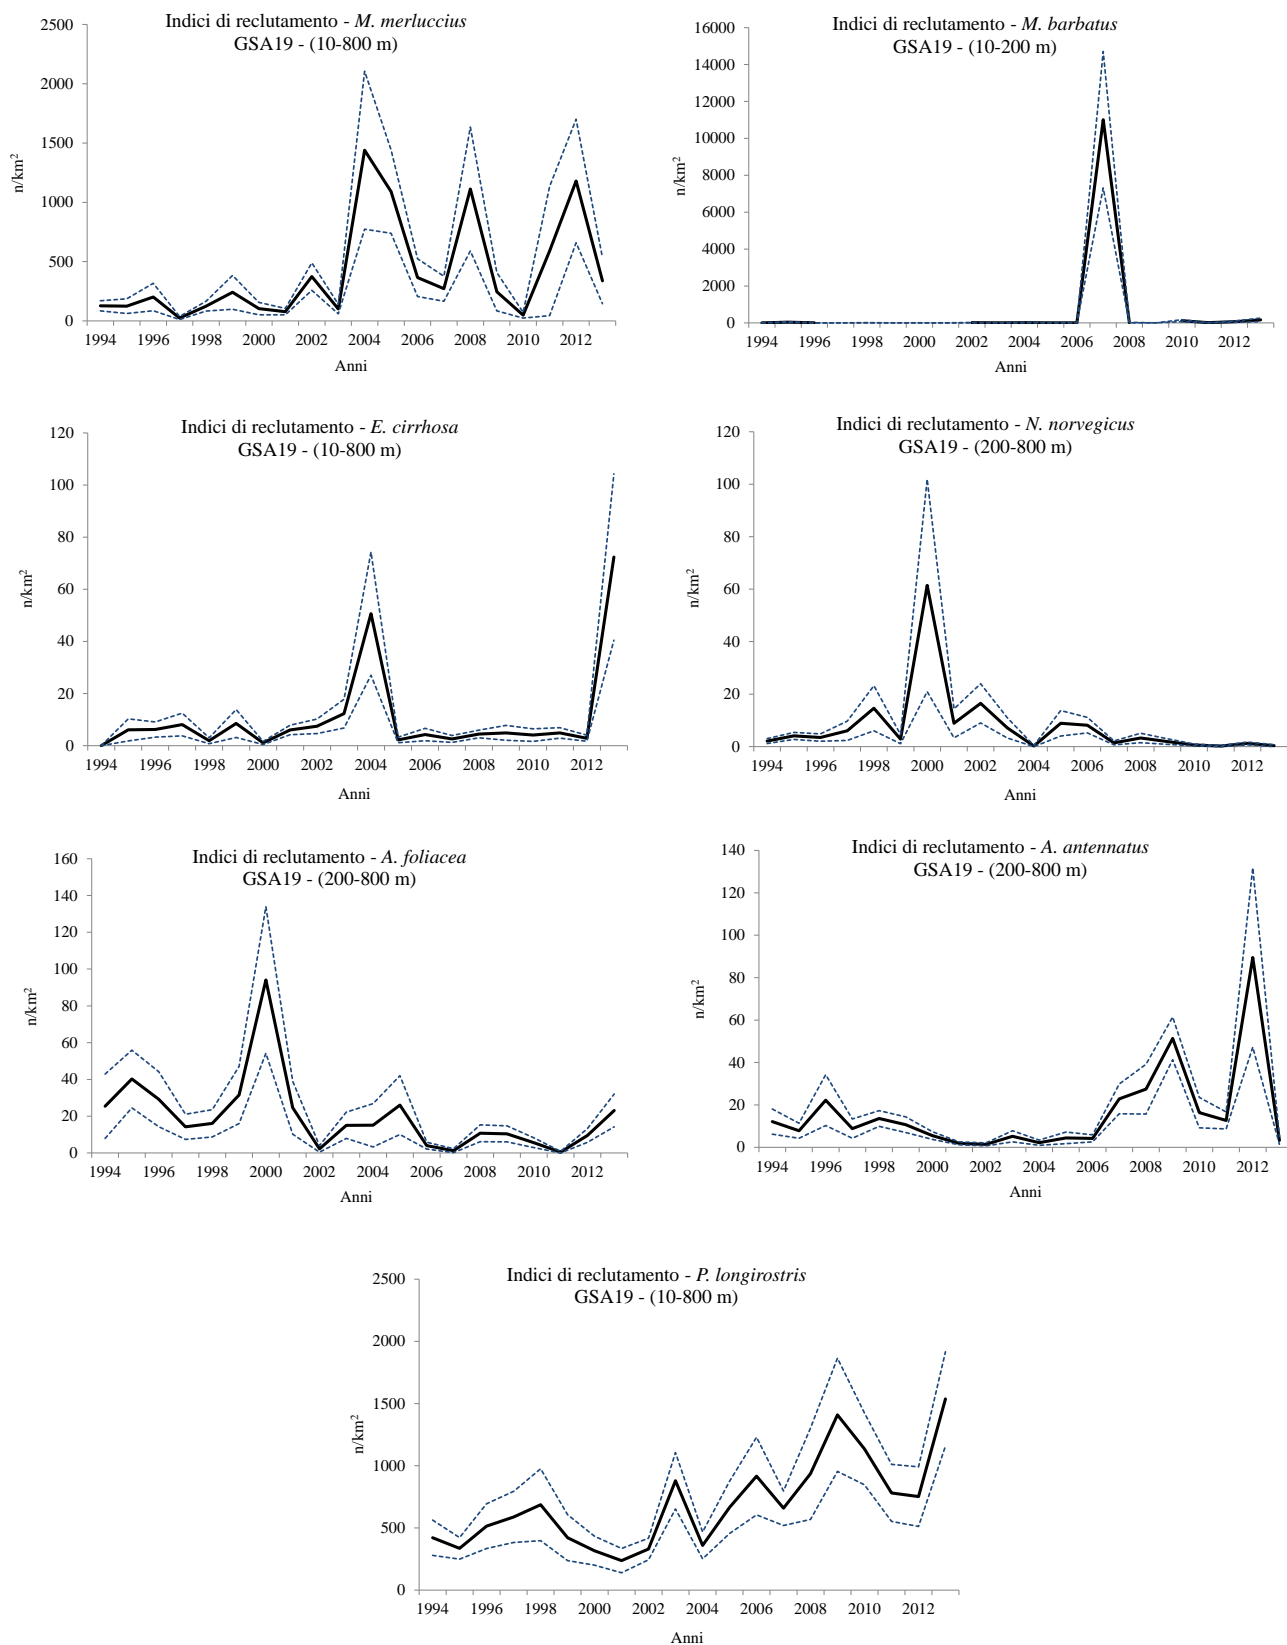 Indici di reclutamento - M. merluccius
GSA19 - (10-800 m)
2500
2000
1500
1000
500
0
n/km²
1994 1996 1998 2000 2002 2004 2006 2008 2010 2012
Anni
Indici di reclutamento - M. barbatus
GSA19 - (10-200 m)
16000
14000
12000
10000
8000
6000
4000
2000
0
n/km²
1994 1996 1998 2000 2002 2004 2006 2008 2010 2012
Anni
Indici di reclutamento - E. cirrhosa
GSA19 - (10-800 m)
120
100
80
60
40
20
0
n/km²
1994 1996 1998 2000 2002 2004 2006 2008 2010 2012
Anni
Indici di reclutamento - N. norvegicus
GSA19 - (200-800 m)
120
100
80
60
40
20
0
n/km²
1994 1996 1998 2000 2002 2004 2006 2008 2010 2012
Anni
Indici di reclutamento - A. foliacea
GSA19 - (200-800 m)
160
140
120
100
80
60
40
20
0
n/km²
1994 1996 1998 2000 2002 2004 2006 2008 2010 2012
Anni
Indici di reclutamento - A. antennatus
GSA19 - (200-800 m)
140
120
100
80
60
40
20
0
n/km²
1994 1996 1998 2000 2002 2004 2006 2008 2010 2012
Anni
Indici di reclutamento - P. longirostris
GSA19 - (10-800 m)
2500
2000
1500
1000
500
0
n/km²
1994 1996 1998 2000 2002 2004 2006 2008 2010 2012
Anni